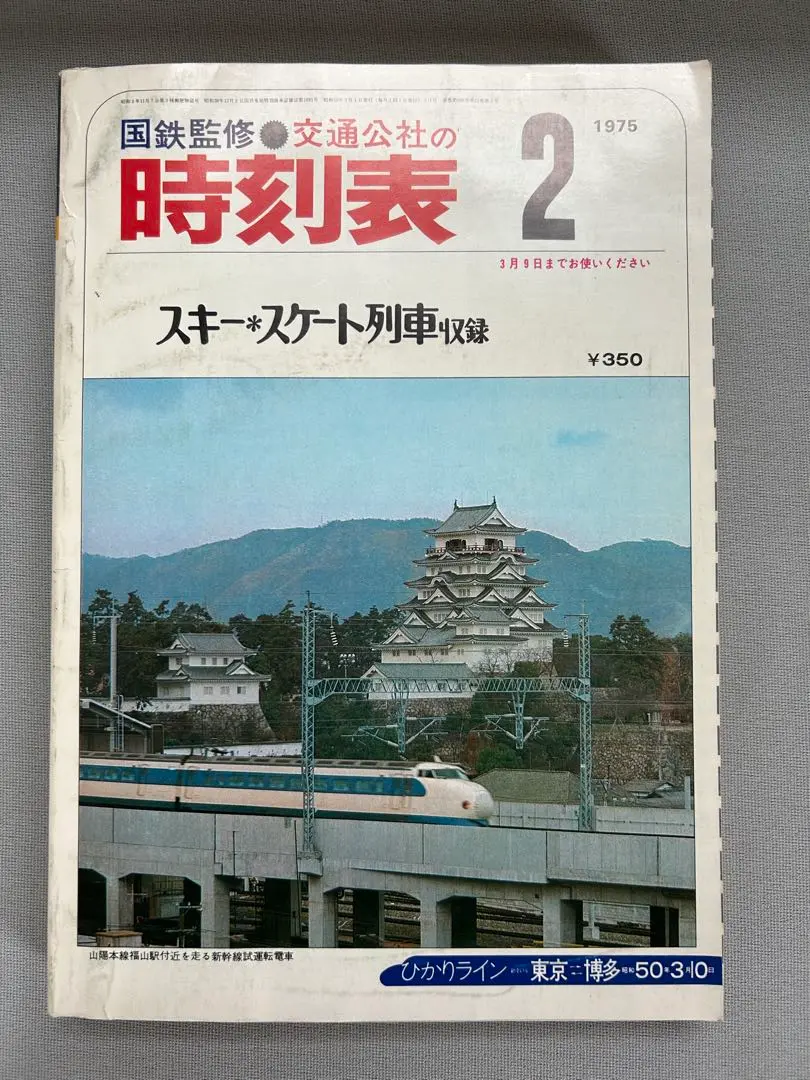 国鉄監修 交通公社の
時刻表
2
1975
3月9日までお使いください
スキー*スケート列車収録
¥350
山陽本線福山駅付近を走る新幹線試運転電車
ひかりライン 東京-博多 昭和50年3月10日